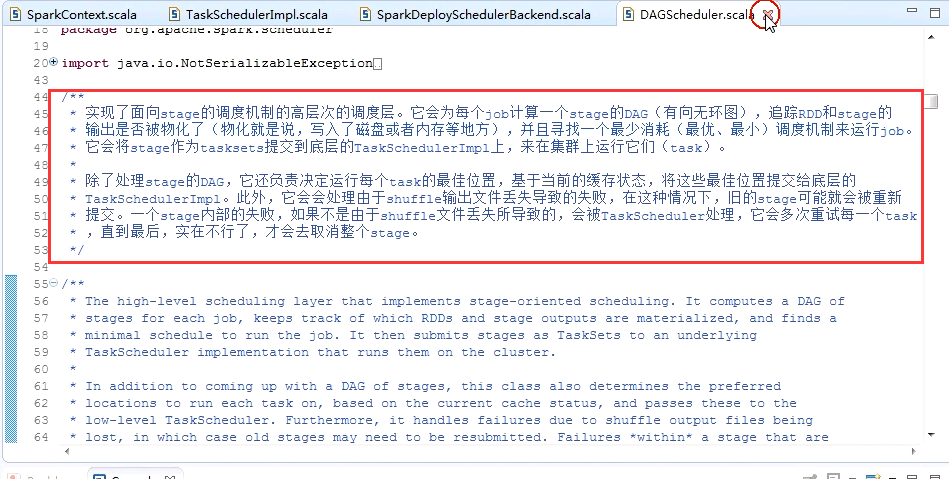 SparkContext.scala TaskSchedulerImpl.scala SparkDeploySchedulerBackend.scala DAGScheduler.scala
18 package org.apache.spark.scheduler
19
20 import java.io.NotSerializableException
43
44 /**
45 * 实现了面向stage的调度机制的高层次的调度层。它会为每个job计算一个stage的DAG（有向无环图），追踪RDD和stage的
46 * 输出是否被物化了（物化就是说，写入了磁盘或者内存等地方），并且寻找一个最少消耗（最优、最小）调度机制来运行job。
47 * 它会将stage作为tasksets提交到底层的TaskSchedulerImpl上，来在集群上运行它们（task）。
48 *
49 * 除了处理stage的DAG，它还负责决定运行每个task的最佳位置，基于当前的缓存状态，将这些最佳位置提交给底层的
50 * TaskSchedulerImpl。此外，它会会处理由于shuffle输出文件丢失导致的失败，在这种情况下，旧的stage可能就会被重新
51 * 提交。一个stage内部的失败，如果不是由于shuffle文件丢失所导致的，会被TaskScheduler处理，它会多次重试每一个task
52 * ，直到最后，实在不行了，才会去取消整个stage。
53 */
54
55 /**
56 * The high-level scheduling layer that implements stage-oriented scheduling. It computes a DAG of
57 * stages for each job, keeps track of which RDDs and stage outputs are materialized, and finds a
58 * minimal schedule to run the job. It then submits stages as TaskSets to an underlying
59 * TaskScheduler implementation that runs them on the cluster.
60 *
61 * In addition to coming up with a DAG of stages, this class also determines the preferred
62 * locations to run each task on, based on the current cache status, and passes these to the
63 * low-level TaskScheduler. Furthermore, it handles failures due to shuffle output files being
64 * lost, in which case old stages may need to be resubmitted. Failures *within* a stage that are